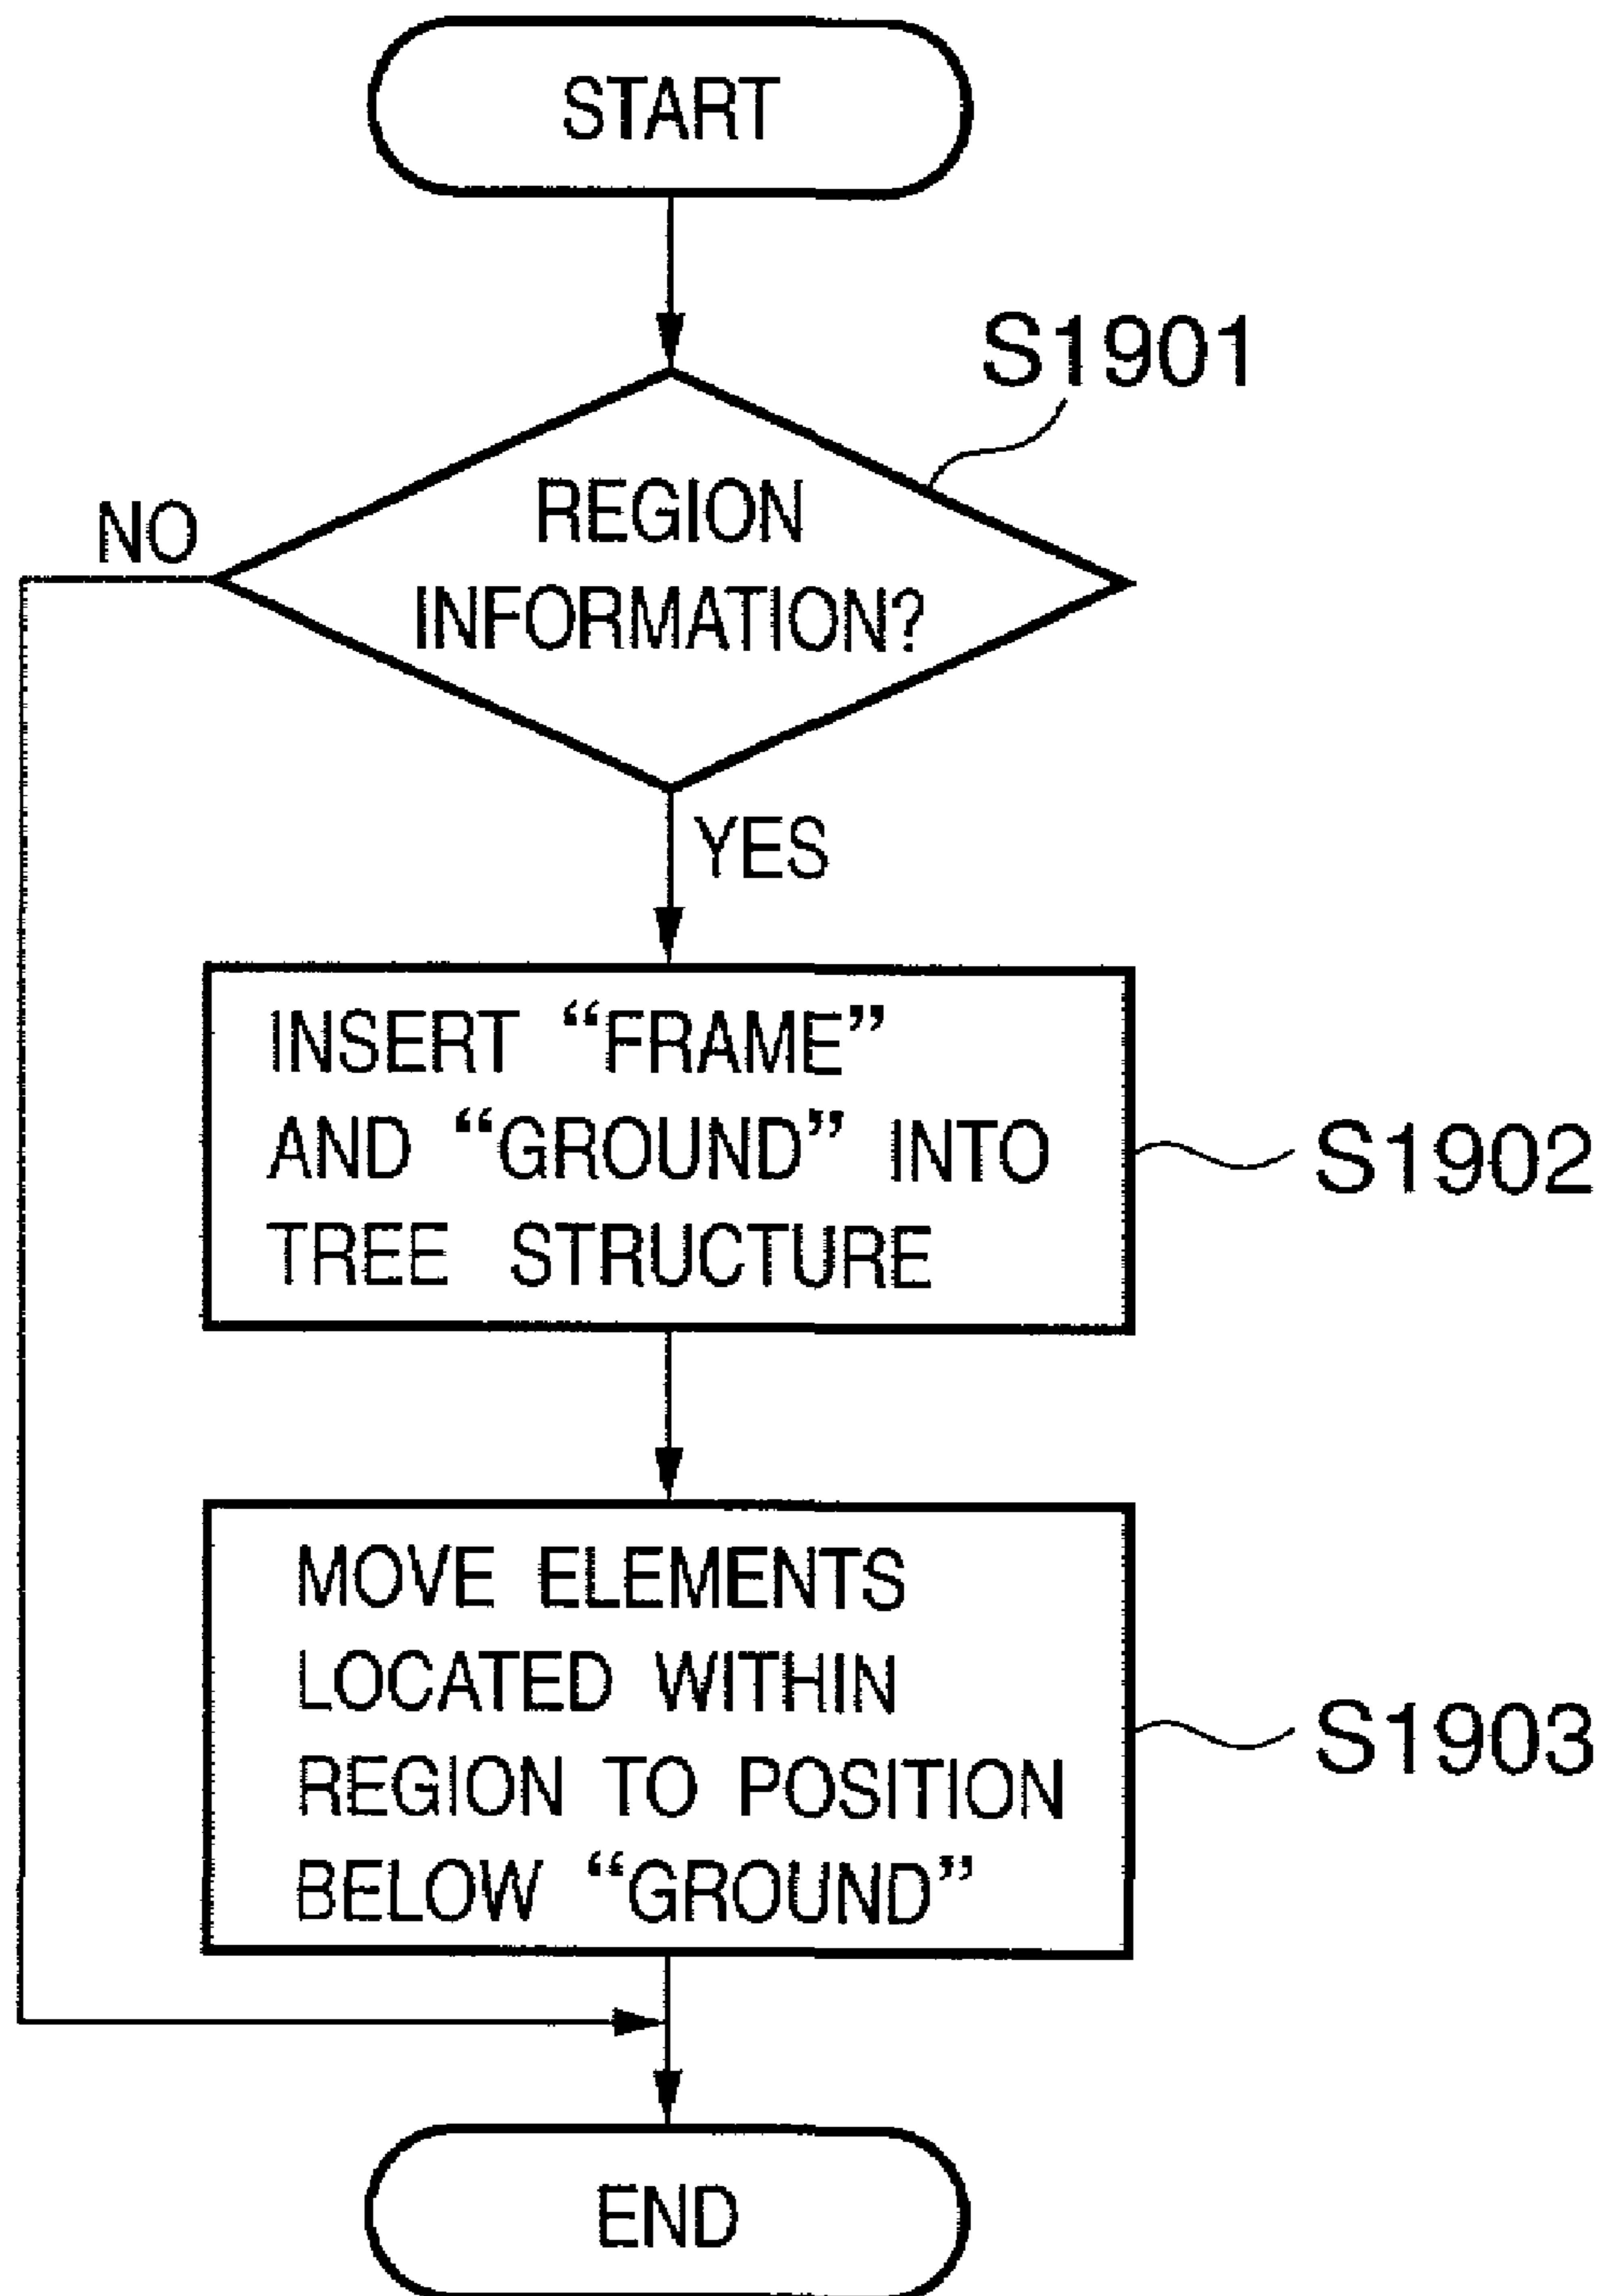 START
S1901
REGION
INFORMATION?
NO
YES
INSERT “FRAME”
AND “GROUND” INTO
TREE STRUCTURE
S1902
MOVE ELEMENTS
LOCATED WITHIN
REGION TO POSITION
BELOW “GROUND”
S1903
END